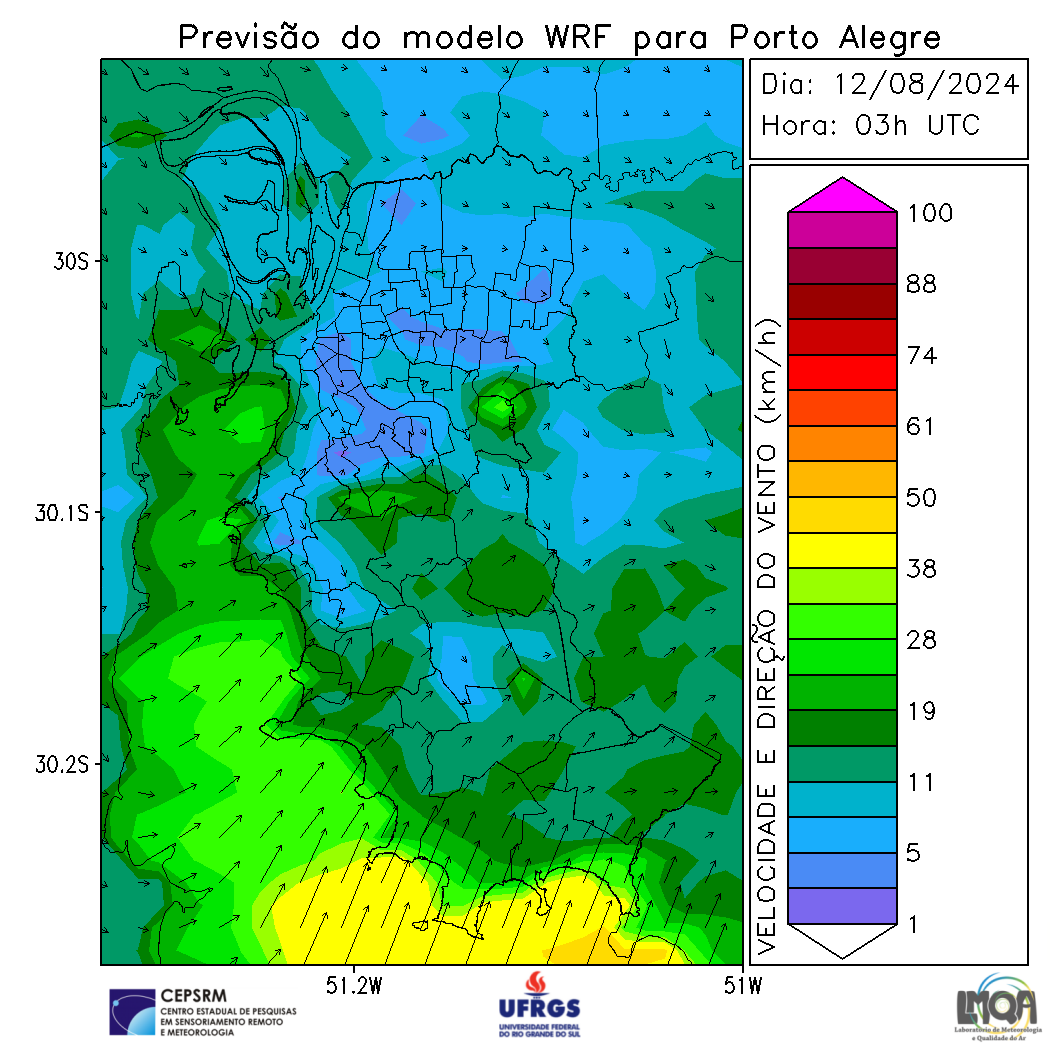 Previsão do modelo WRF para Porto Alegre
Dia: 12/08/2024
Hora: 03h UTC
30S
30.1S
30.2S
51.2W
51W
VELOCIDADE E DIREÇÃO DO VENTO (km/h)
100
88
74
61
50
38
28
19
11
5
1
CEPSRM
CENTRO ESTADUAL DE PESQUISAS
EM SENSORIAMENTO REMOTO
E METEOROLOGIA
UFRGS
UNIVERSIDADE FEDERAL
DO RIO GRANDE DO SUL
LMQA
Laboratório de Meteorologia
e Qualidade do Ar